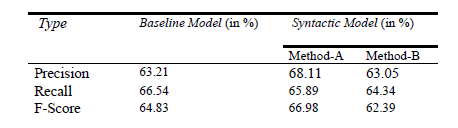 Type Baseline Model (in %) Syntactic Model (in %)
Method-A Method-B
Precision 63.21 68.11 63.05
Recall 66.54 65.89 64.34
F-Score 64.83 66.98 62.39